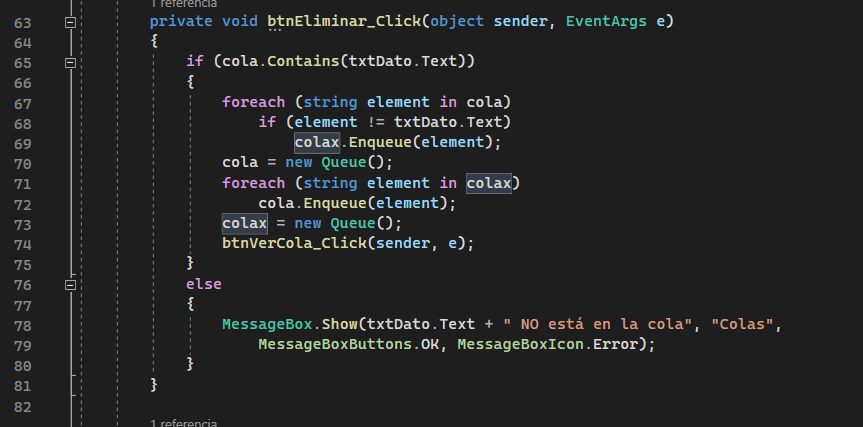 1 referencia
63 private void btnEliminar_Click(object sender, EventArgs e)
64 {
65 if (cola.Contains(txtDato.Text))
66 {
67 foreach (string element in cola)
68 if (element != txtDato.Text)
69 colax.Enqueue(element);
70 cola = new Queue();
71 foreach (string element in colax)
72 cola.Enqueue(element);
73 colax = new Queue();
74 btnVerCola_Click(sender, e);
75 }
76 else
77 {
78 MessageBox.Show(txtDato.Text + " NO está en la cola", "Colas",
79 MessageBoxButtons.OK, MessageBoxIcon.Error);
80 }
81 }
82
1 referencia